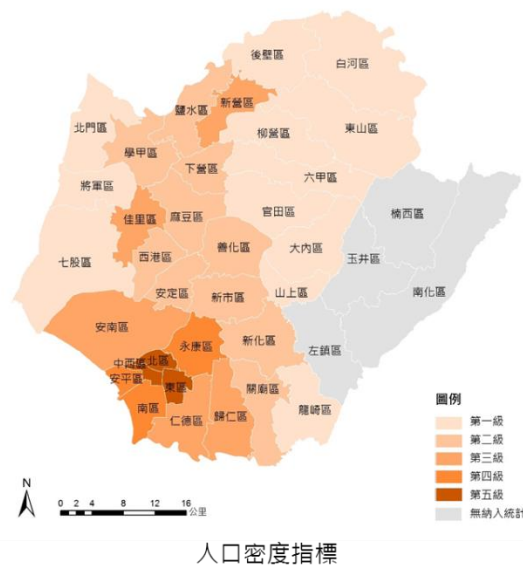 後壁區
白河區
新營區
鹽水區
北門區
東山區
柳營區
學甲區
下營區
六甲區
將軍區
楠西區
佳里區
麻豆區
官田區
善化區
大內區
玉井區
西港區
七股區
南化區
安定區
新市區
山上區
安南區
永康區
新化區
左鎮區
中西區
北區
安平區
東區
關廟區
南區
仁德區
歸仁區
龍崎區
圖例
第一級
第二級
第三級
第四級
第五級
無納入統計
N
0 2 4 8 12 16
公里
人口密度指標